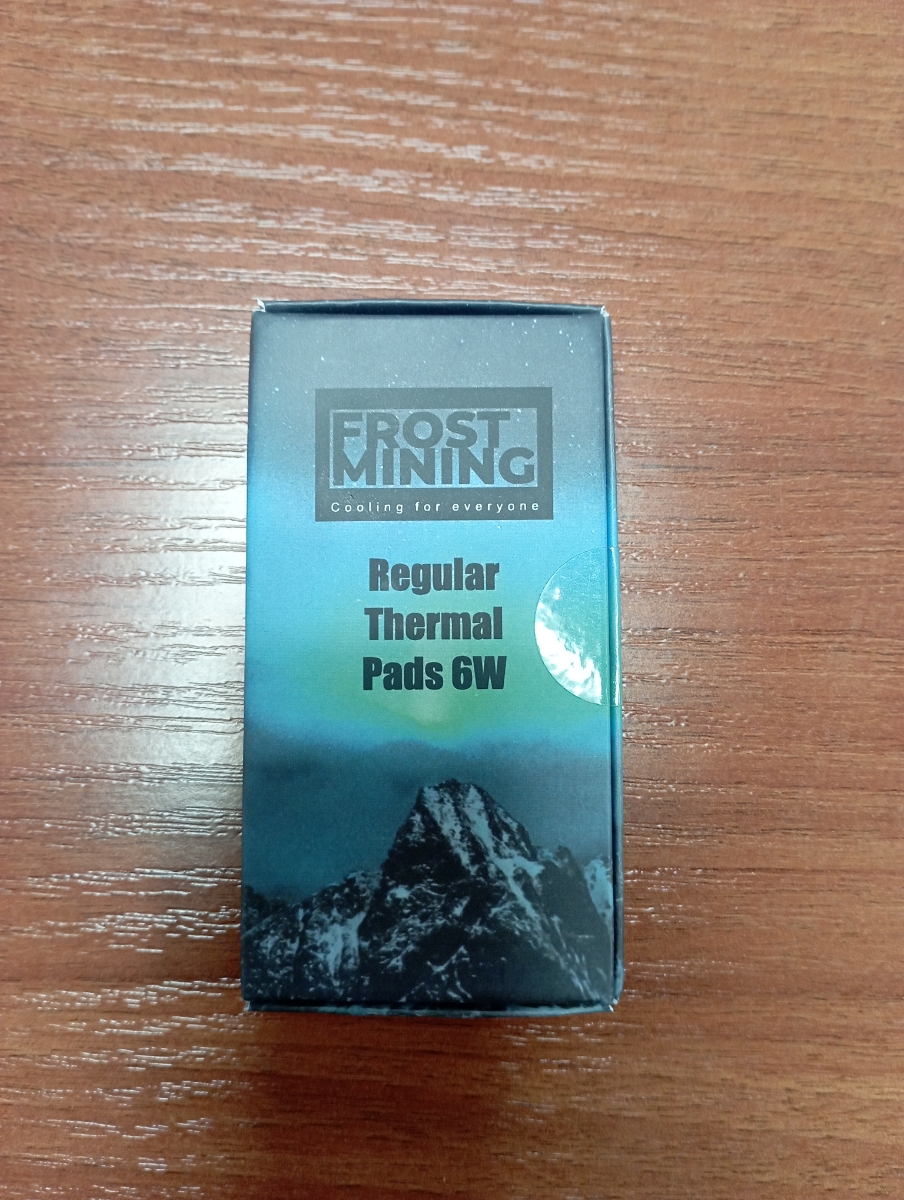 FROST
MINING
Cooling for everyone
Regular
Thermal
Pads 6W